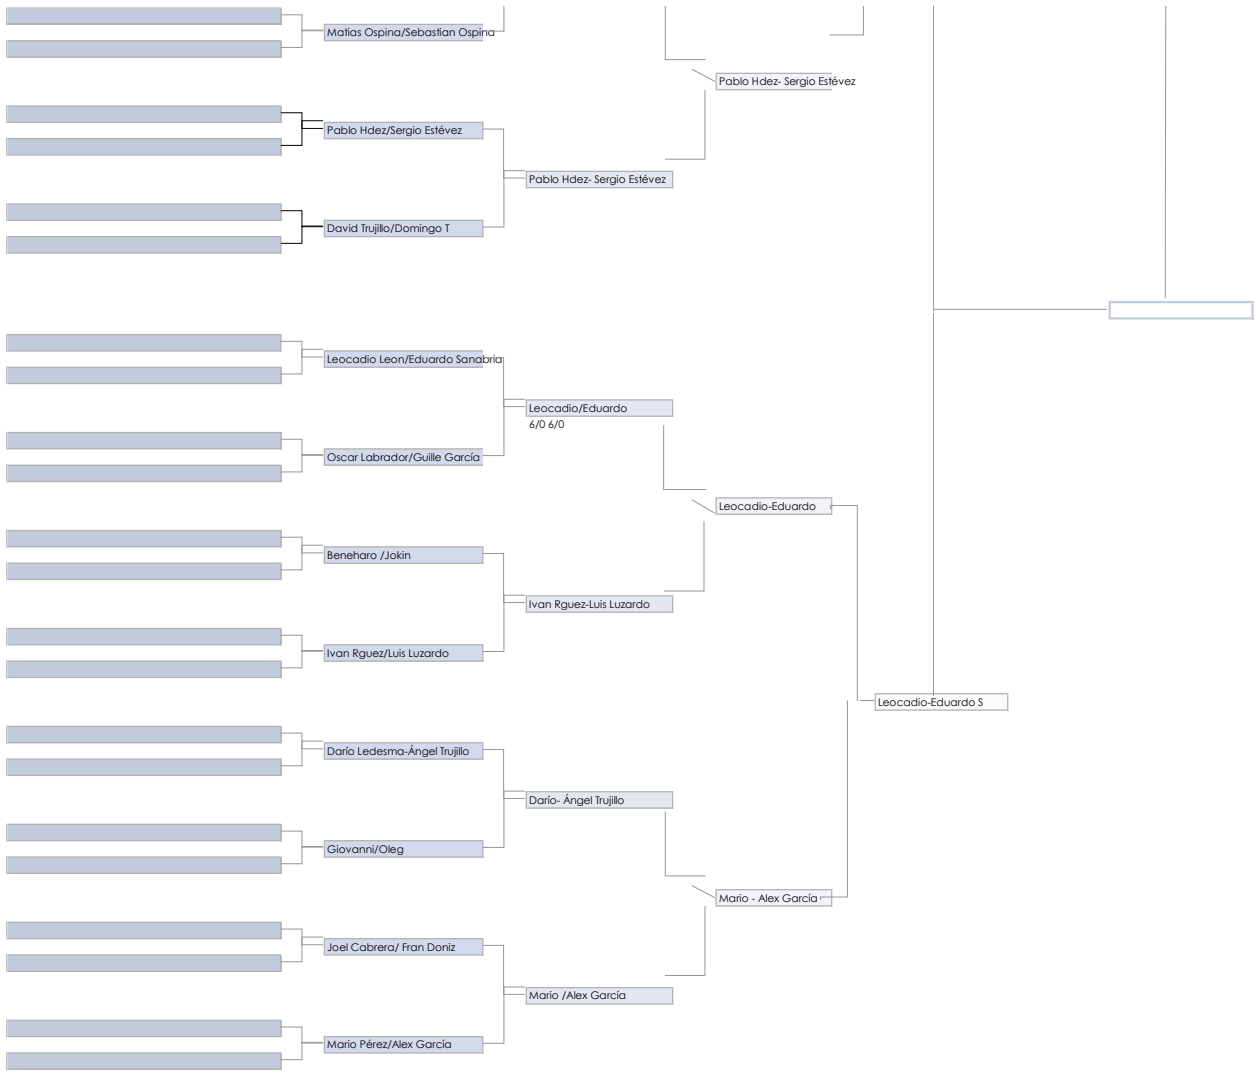 Matias Ospina/Sebastian Ospina
Pablo Hdez- Sergio Estévez
Pablo Hdez/Sergio Estévez
Pablo Hdez- Sergio Estévez
David Trujillo/Domingo T
Leocadio Leon/Eduardo Sanabria
Leocadio/Eduardo
6/0 6/0
Oscar Labrador/Guille García
Leocadio-Eduardo
Beneharo /Jokin
Ivan Rguez-Luis Luzardo
Ivan Rguez/Luis Luzardo
Leocadio-Eduardo S
Darío Ledesma-Ángel Trujillo
Darío- Ángel Trujillo
Giovanni/Oleg
Mario - Alex García
Joel Cabrera/ Fran Doniz
Mario /Alex García
Mario Pérez/Alex García